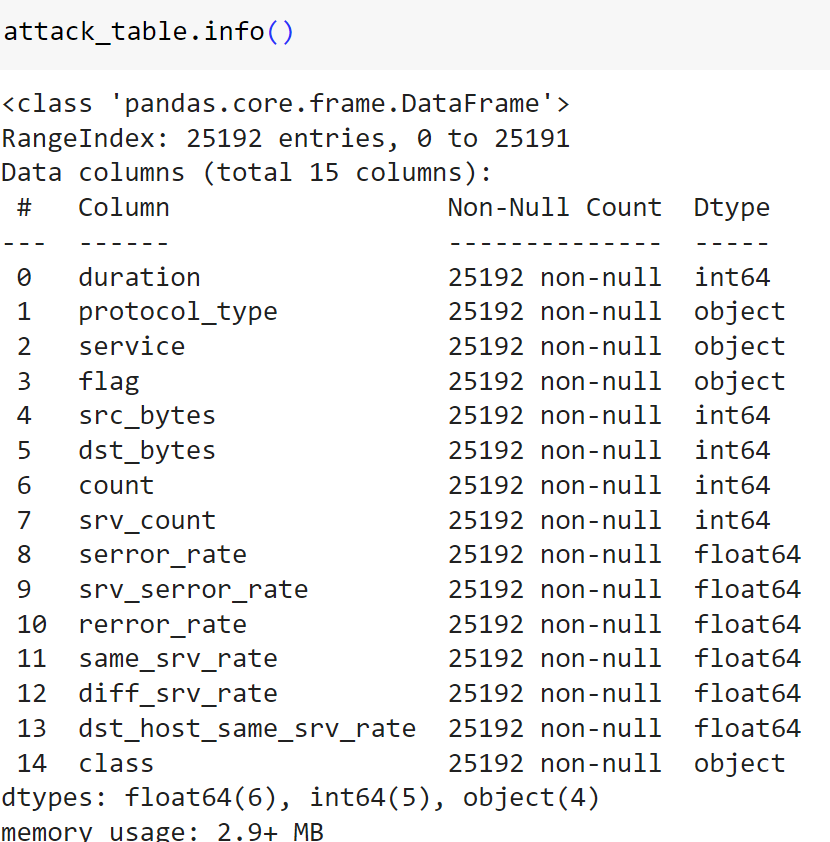 attack_table.info()
<class 'pandas.core.frame.DataFrame'>
RangeIndex: 25192 entries, 0 to 25191
Data columns (total 15 columns):
 #   Column                  Non-Null Count  Dtype
---  ------                  --------------  -----
 0   duration                25192 non-null  int64
 1   protocol_type           25192 non-null  object
 2   service                 25192 non-null  object
 3   flag                    25192 non-null  object
 4   src_bytes               25192 non-null  int64
 5   dst_bytes               25192 non-null  int64
 6   count                   25192 non-null  int64
 7   srv_count               25192 non-null  int64
 8   serror_rate             25192 non-null  float64
 9   srv_serror_rate         25192 non-null  float64
 10  rerror_rate             25192 non-null  float64
 11  same_srv_rate           25192 non-null  float64
 12  diff_srv_rate           25192 non-null  float64
 13  dst_host_same_srv_rate  25192 non-null  float64
 14  class                   25192 non-null  object
dtypes: float64(6), int64(5), object(4)
memory usage: 2.9+ MB